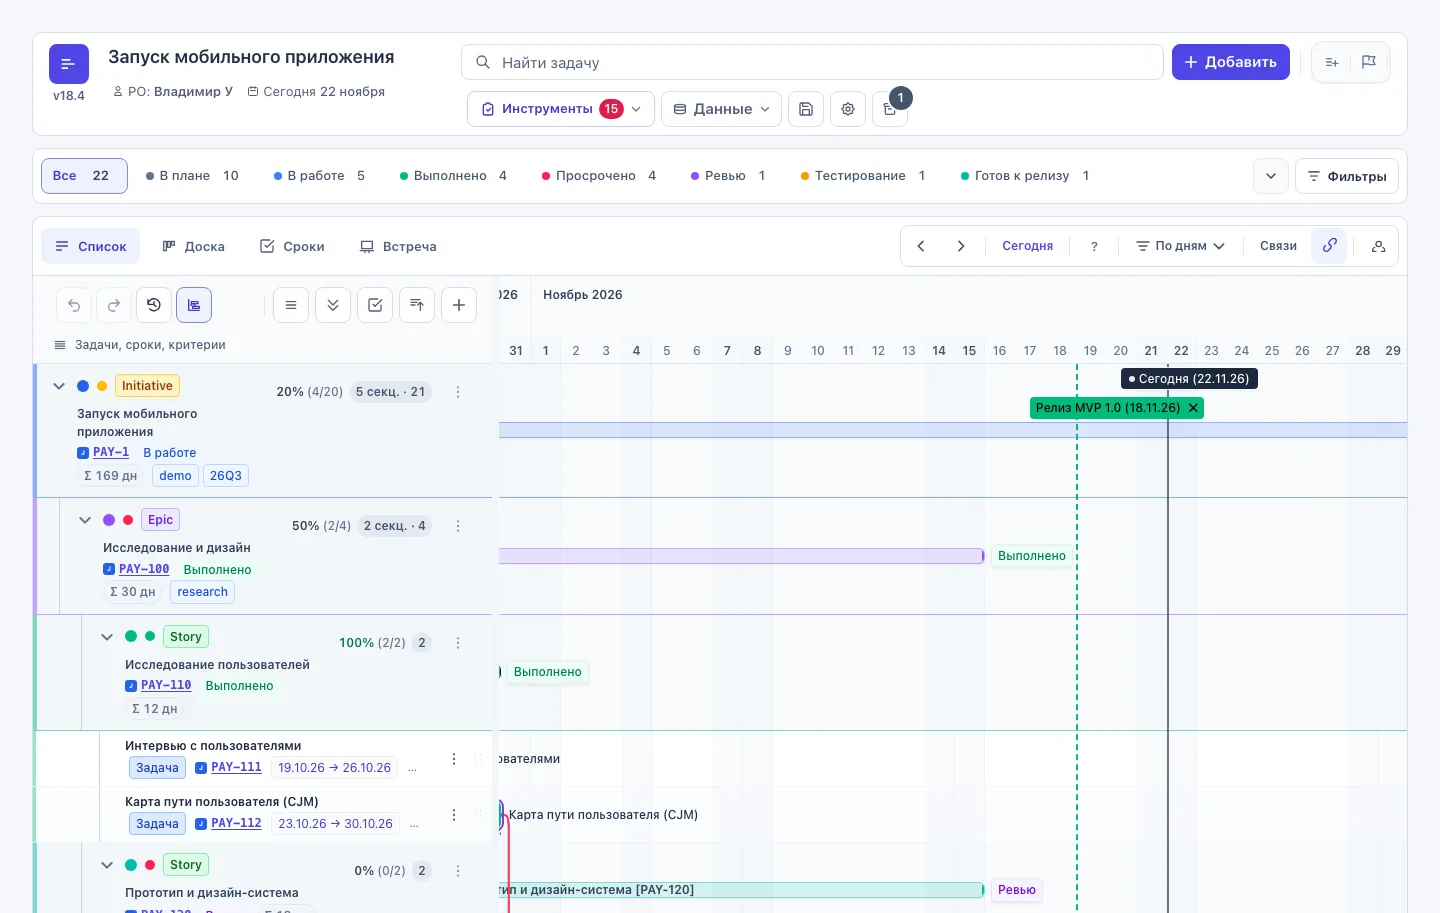 Запуск мобильного приложения
v18.4
PO: Владимир У
Сегодня 22 ноября
Найти задачу
Добавить
Инструменты 15
Данные
1
Все 22
В плане 10
В работе 5
Выполнено 4
Просрочено 4
Ревью 1
Тестирование 1
Готов к релизу 1
Фильтры
Список
Доска
Сроки
Встреча
Сегодня
?
По дням
Связи
Задачи, сроки, критерии
026
Ноябрь 2026
31 1 2 3 4 5 6 7 8 9 10 11 12 13 14 15 16 17 18 19 20 21 22 23 24 25 26 27 28 29
Сегодня (22.11.26)
Релиз MVP 1.0 (18.11.26) ✕
Initiative
20% (4/20) 5 секц. · 21
Запуск мобильного
приложения
PAY-1 В работе
Σ 169 дн demo 26Q3
Epic
50% (2/4) 2 секц. · 4
Исследование и дизайн
PAY-100 Выполнено
Σ 30 дн research
Выполнено
Story
100% (2/2) 2
Исследование пользователей
PAY-110 Выполнено
Σ 12 дн
Выполнено
Интервью с пользователями
Задача PAY-111 19.10.26 → 26.10.26 ...
ователями
Карта пути пользователя (CJM)
Задача PAY-112 23.10.26 → 30.10.26 ...
Карта пути пользователя (CJM)
Story
0% (0/2) 2
Прототип и дизайн-система
тип и дизайн-система [PAY-120]
Ревью